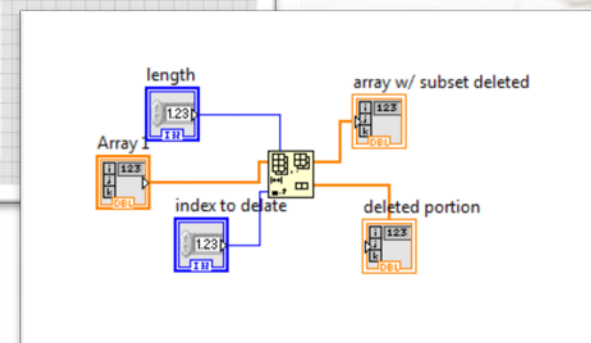 length
array w/ subset deleted
1.23
i
j
k
123
I32
DBL
Array 1
i
j
k
123
DBL
index to delate
deleted portion
1.23
i
j
k
123
I32
DBL